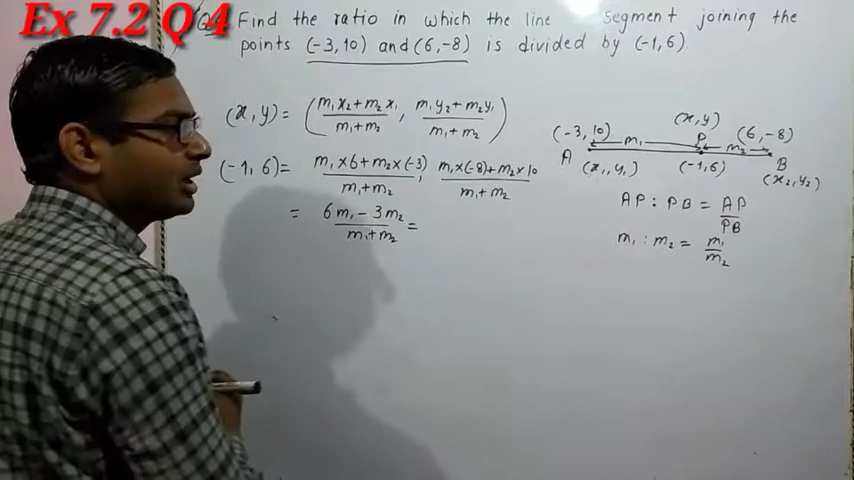 Ex 7.2 Q 4
Q. Find the ratio in which the line segment joining the
points (-3,10) and (6,-8) is divided by (-1,6).
(x,y) = ( m₁x₂+m₂x₁ / m₁+m₂ , m₁y₂+m₂y₁ / m₁+m₂ )
(-1,6) = m₁×6+m₂×(-3) / m₁+m₂ , m₁×(-8)+m₂×10 / m₁+m₂
= 6m₁-3m₂ / m₁+m₂ =
(x,y)
(-3,10) m₁ P m₂ (6,-8)
A (x₁,y₁) (-1,6) B
(x₂,y₂)
AP : PB = AP / PB
m₁ : m₂ = m₁ / m₂